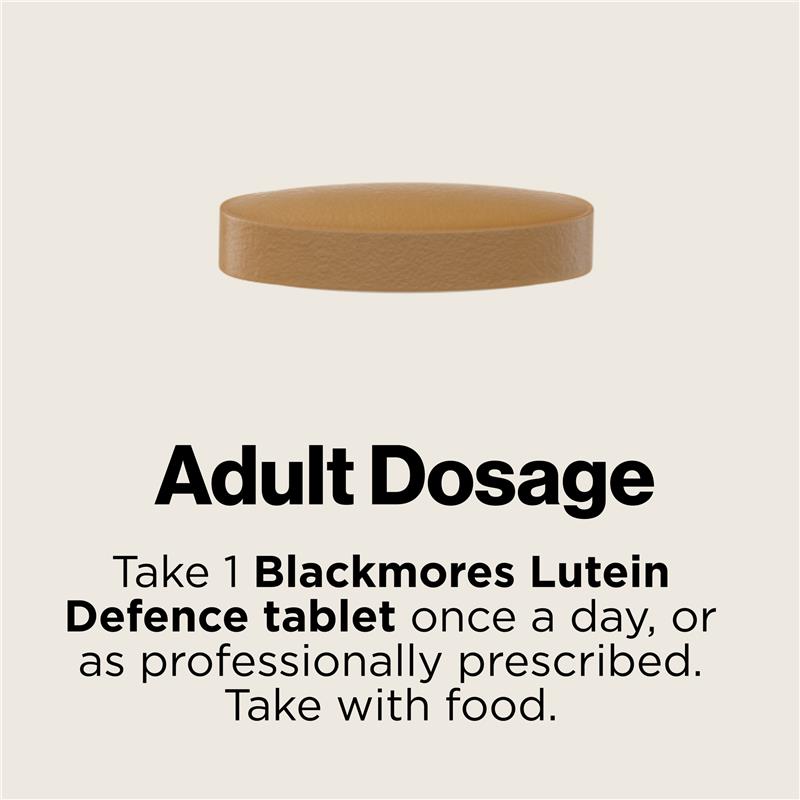 Adult Dosage
Take 1 Blackmores Lutein
Defence tablet once a day, or
as professionally prescribed.
Take with food.